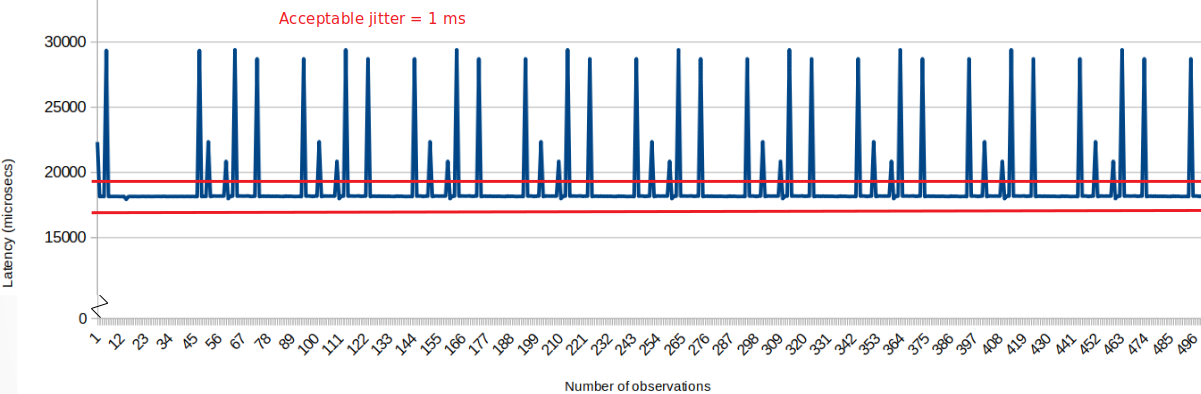 Acceptable jitter = 1 ms
30000
25000
20000
15000
0
Latency (microsecs)
1 12 23 34 45 56 67 78 89 100 111 122 133 144 155 166 177 188 199 210 221 232 243 254 265 276 287 298 309 320 331 342 353 364 375 386 397 408 419 430 441 452 463 474 485 496
Number of observations